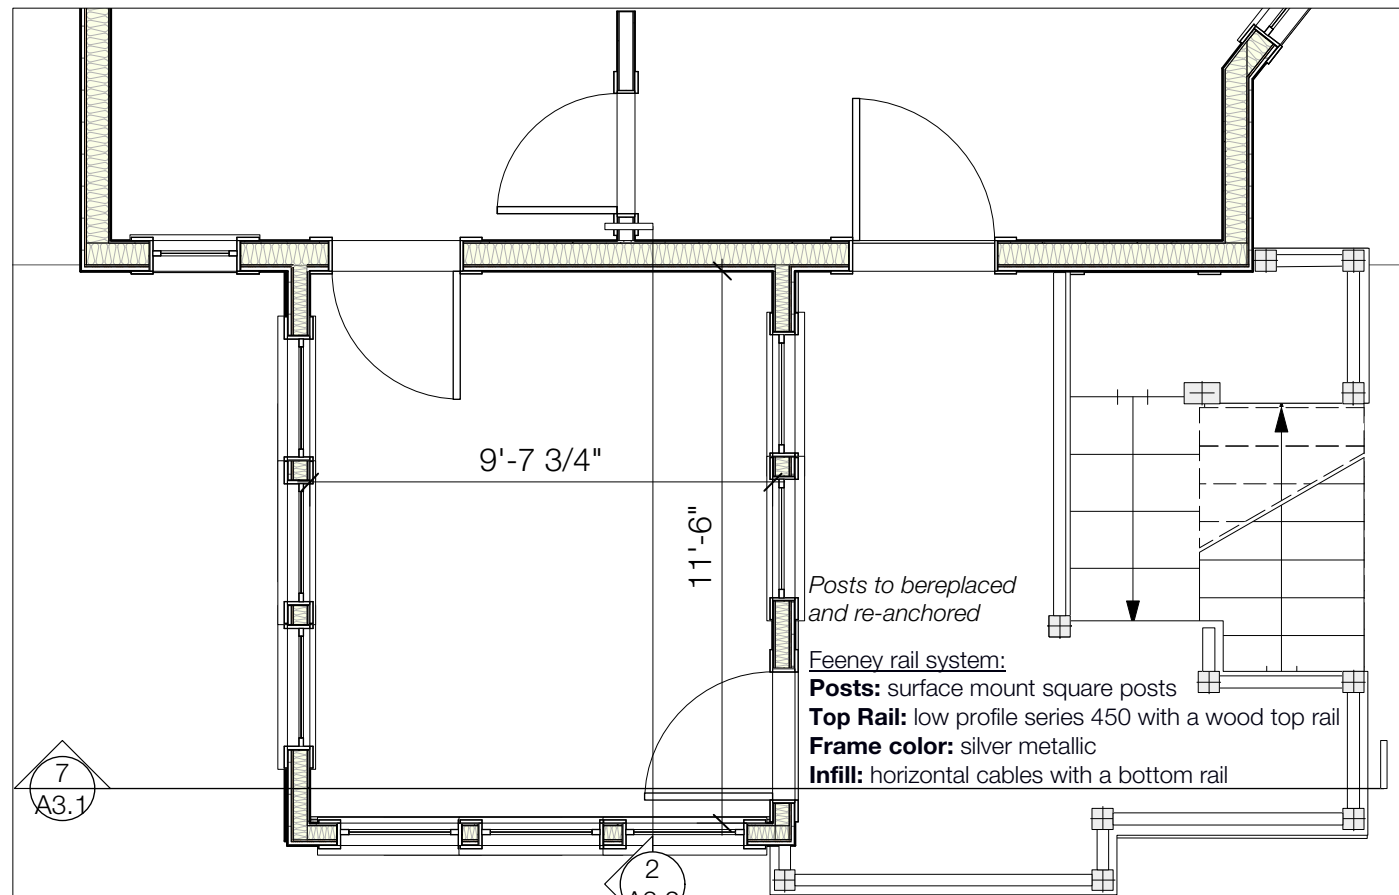 9'-7 3/4"
11'-6"
Posts to bereplaced
and re-anchored
Feeney rail system:
Posts: surface mount square posts
Top Rail: low profile series 450 with a wood top rail
Frame color: silver metallic
Infill: horizontal cables with a bottom rail
7
A3.1
2